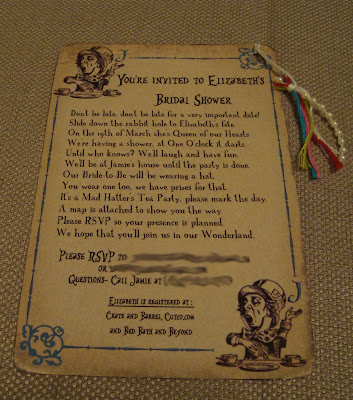 You're invited to Elizabeth's
Bridal Shower
Don't be late, don't be late for a very important date!
Slide down the rabbit hole to Elizabeth's fete.
On the 19th of March she's Queen of our Hearts
We're having a shower, at One O'clock it starts.
Until who knows? We'll laugh and have fun.
We'll be at Jamie's house until the party is done.
Our Bride-to-Be will be wearing a hat.
You wear one too, we have prizes for that.
It's a Mad Hatter's Tea Party, please mark the day.
A map is attached to show you the way.
Please RSVP so your presence is planned.
We hope that you'll join us in our Wonderland.
Please RSVP to
or
Questions- Call Jamie at
Elizabeth is registered at:
Crate and Barrel, Cutco.com
and Bed Bath and Beyond